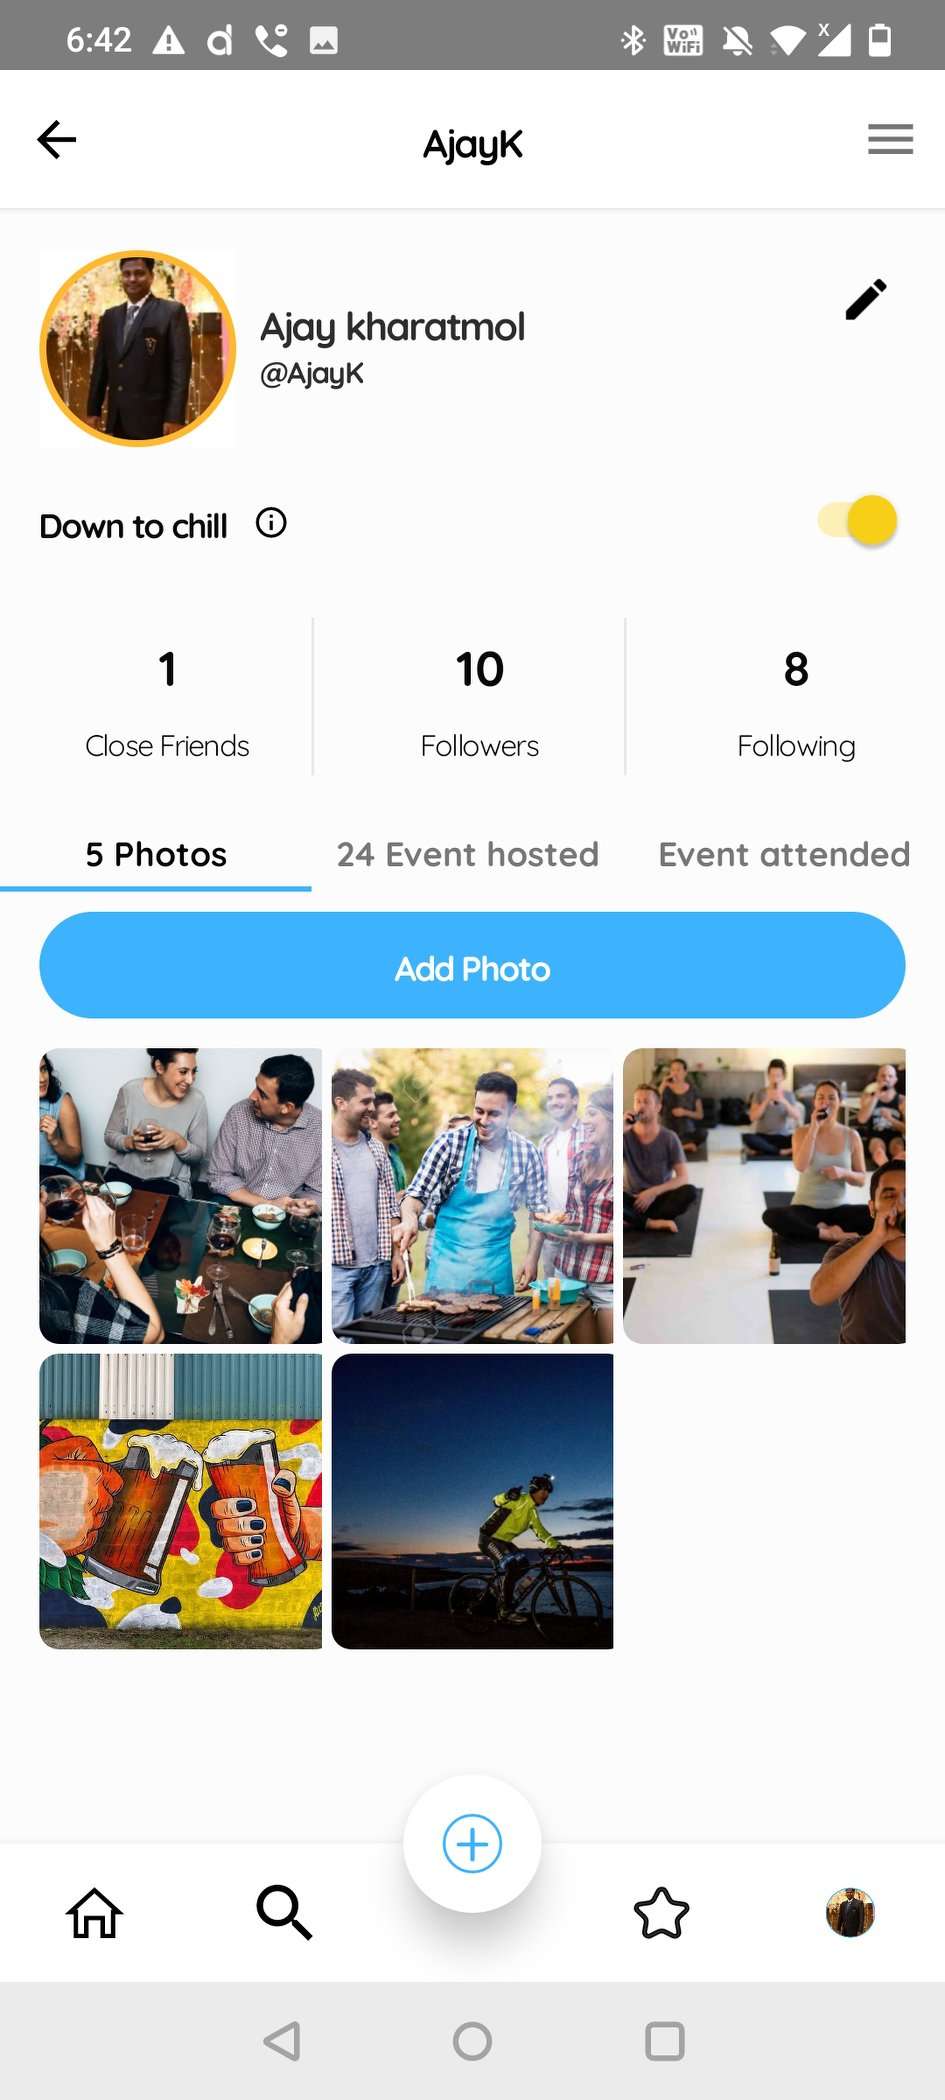 6:42
Vo
WiFi
X
AjayK
Ajay kharatmol
@AjayK
Down to chill
1
10
8
Close Friends
Followers
Following
5 Photos
24 Event hosted
Event attended
Add Photo